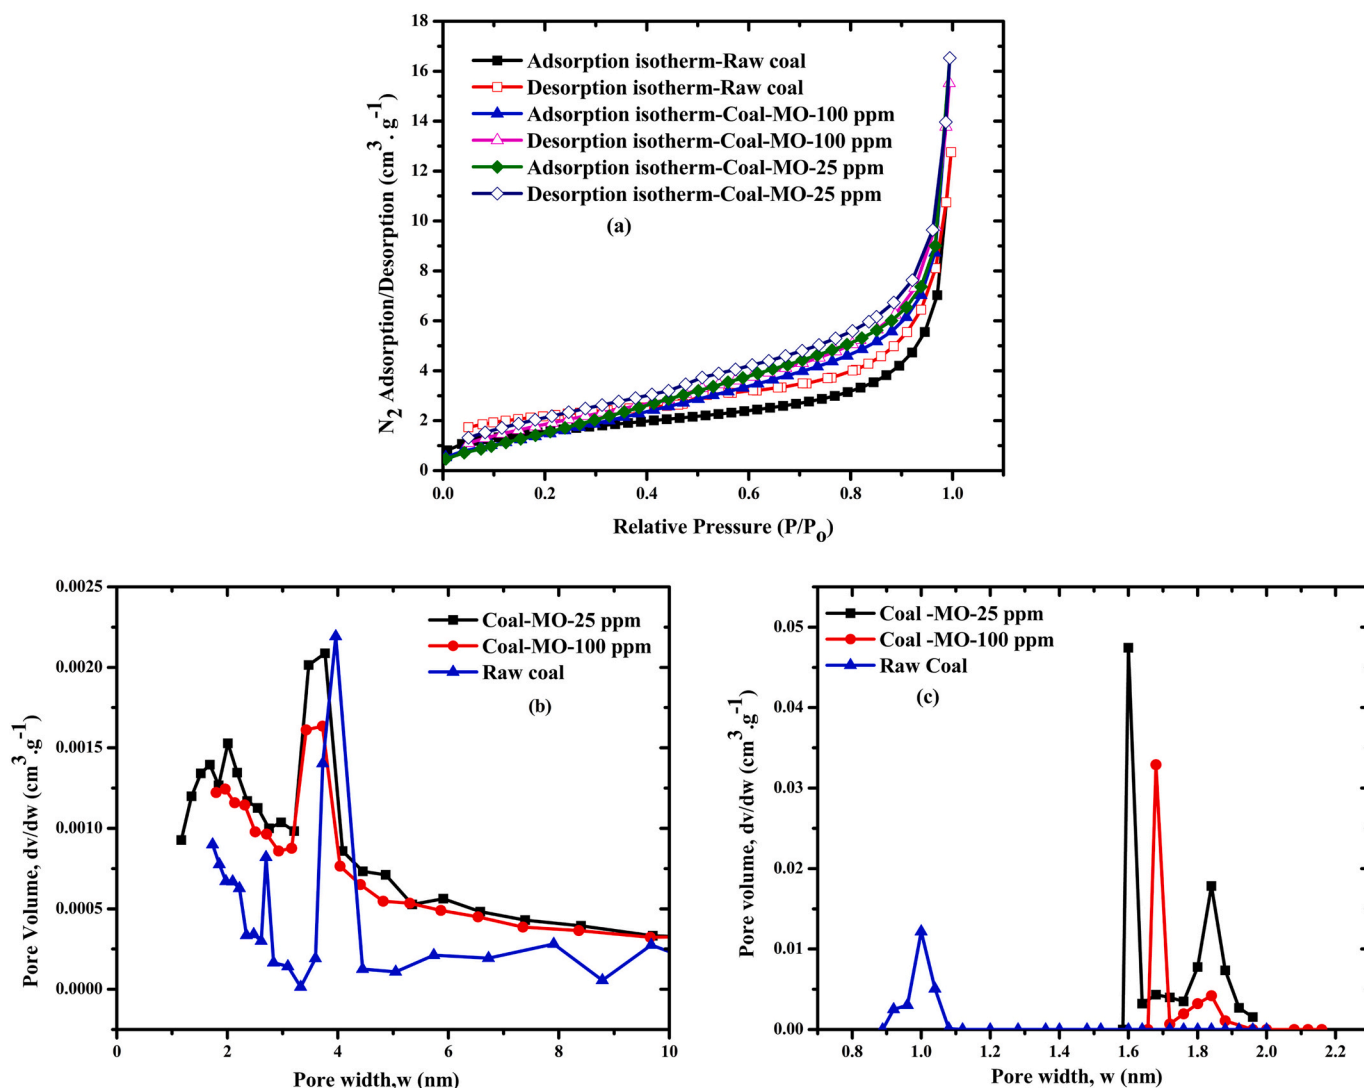 18
16
14
12
10
8
6
4
2
0
N2 Adsorption/Desorption (cm3. g-1)
Adsorption isotherm-Raw coal
Desorption isotherm-Raw coal
Adsorption isotherm-Coal-MO-100 ppm
Desorption isotherm-Coal-MO-100 ppm
Adsorption isotherm-Coal-MO-25 ppm
Desorption isotherm-Coal-MO-25 ppm
(a)
0.0 0.2 0.4 0.6 0.8 1.0
Relative Pressure (P/Po)
0.0025
0.0020
0.0015
0.0010
0.0005
0.0000
Pore Volume, dv/dw (cm3.g-1)
Coal-MO-25 ppm
Coal-MO-100 ppm
Raw coal
(b)
0 2 4 6 8 10
Pore width,w (nm)
0.05
0.04
0.03
0.02
0.01
0.00
Pore volume, dv/dw (cm3.g-1)
Coal -MO-25 ppm
Coal -MO-100 ppm
Raw Coal
(c)
0.8 1.0 1.2 1.4 1.6 1.8 2.0 2.2
Pore width, w (nm)